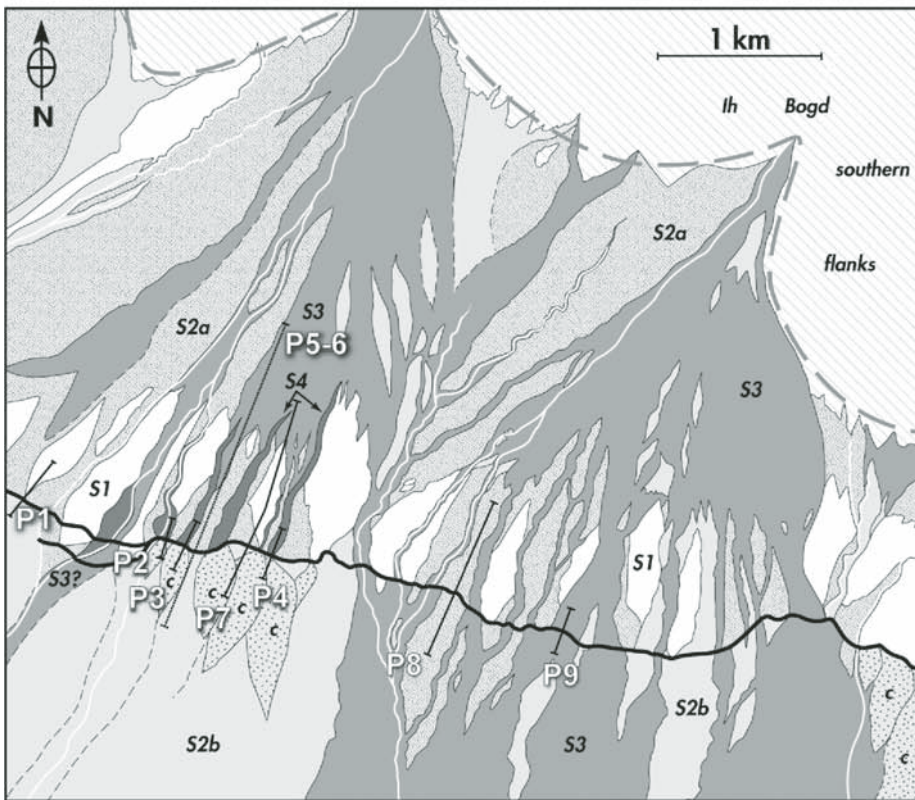 1 km
N
Ih Bogd
southern
flanks
S2a
S3
S2a
P5-6
S4
S3
S1
P1
S1
P2
S3?
c
P3
c
P7
c
P4
c
P8
P9
S2b
c
S2b
S3
c